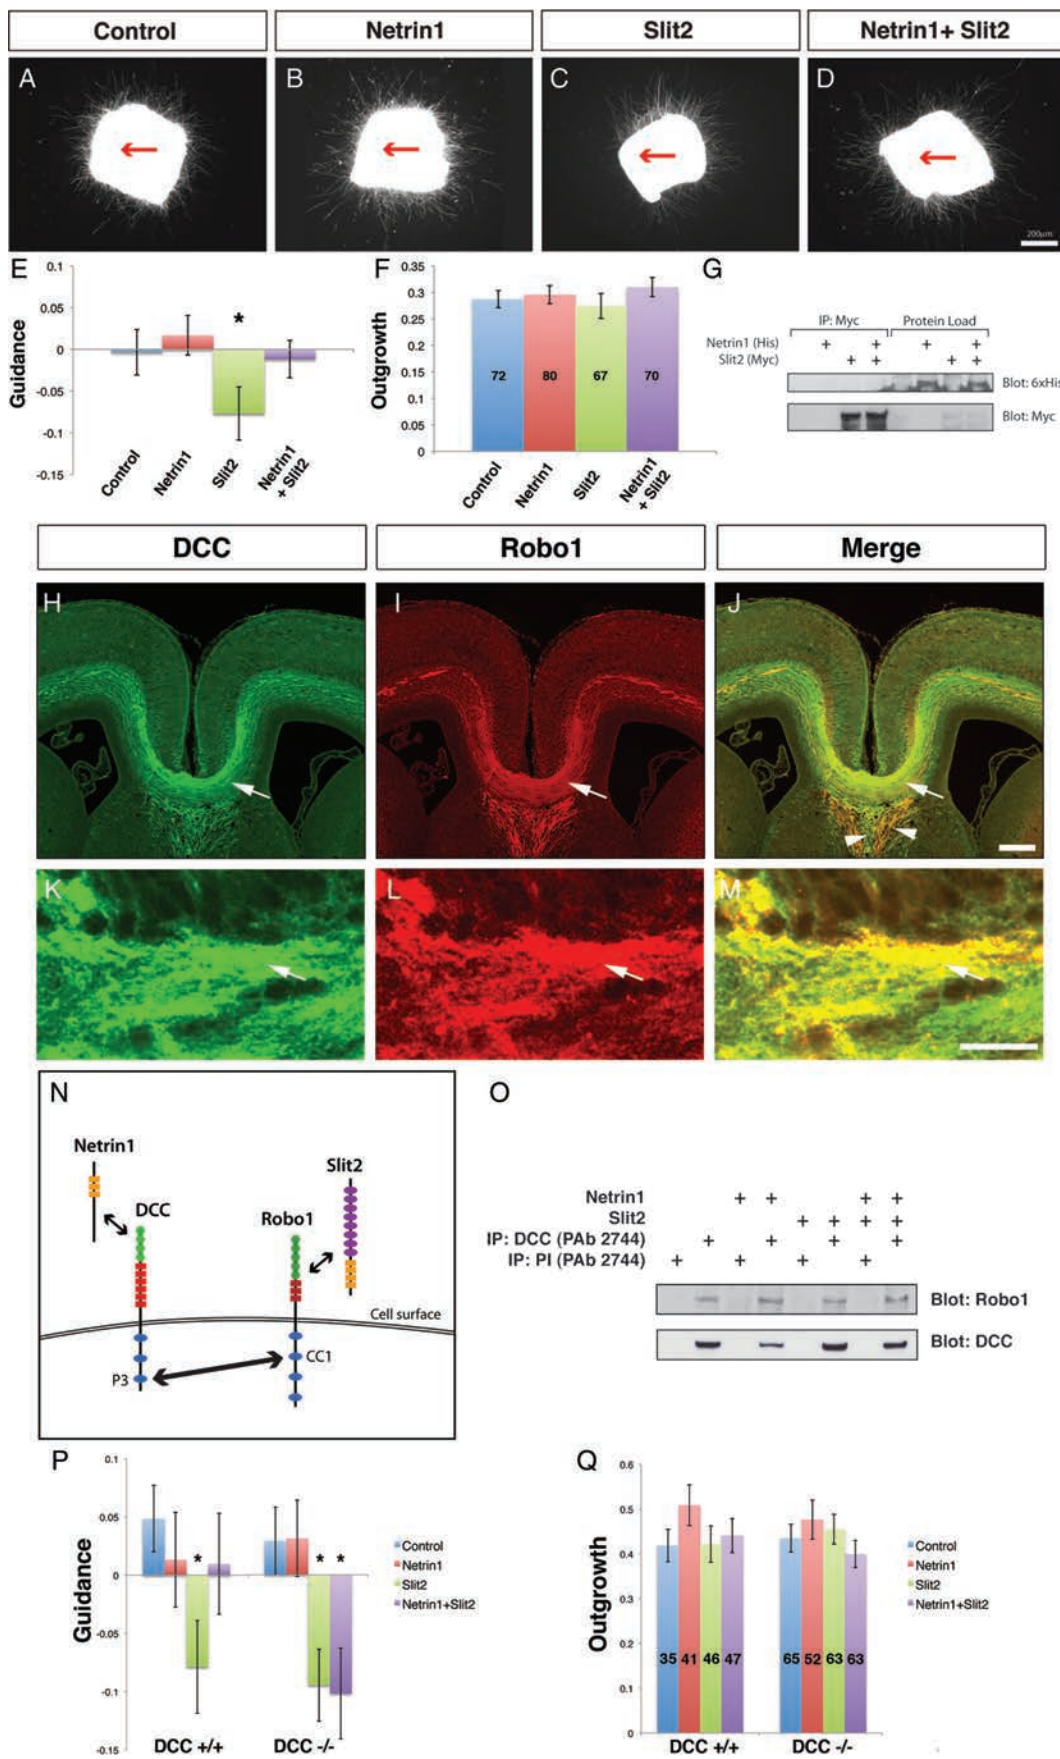 Control
Netrin1
Slit2
Netrin1+ Slit2
A
B
C
D
200µm
E
0.1
0.05
0
-0.05
-0.1
-0.15
Guidance
*
Control
Netrin1
Slit2
Netrin1
+ Slit2
F
0.35
0.3
0.25
0.2
0.15
0.1
0.05
0
Outgrowth
72
80
67
70
Control
Netrin1
Slit2
Netrin1
+ Slit2
G
IP: Myc
Protein Load
Netrin1 (His) + + + +
Slit2 (Myc) + + + +
Blot: 6xHis
Blot: Myc
DCC
Robo1
Merge
H
I
J
K
L
M
N
Netrin1
DCC
Robo1
Slit2
Cell surface
P3
CC1
O
Netrin1 + + + +
Slit2 + + + +
IP: DCC (PAb 2744) + + + +
IP: PI (PAb 2744) + + + +
Blot: Robo1
Blot: DCC
P
0.1
0.05
0
-0.05
-0.1
-0.15
Guidance
*
* *
DCC +/+
DCC -/-
Control
Netrin1
Slit2
Netrin1+Slit2
Q
0.6
0.5
0.4
0.3
0.2
0.1
0
Outgrowth
35 41 46 47
65 52 63 63
DCC +/+
DCC -/-
Control
Netrin1
Slit2
Netrin1+Slit2